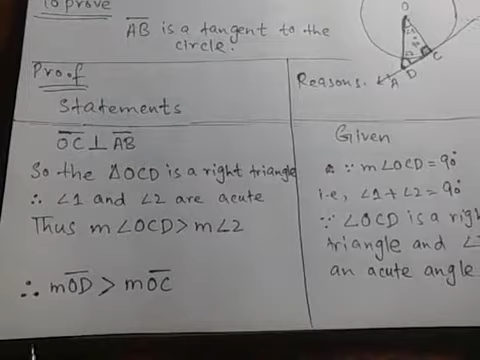 To prove
AB is a tangent to the
circle.
Proof
Statements
Reasons.
O
C
A D
OC ⊥ AB
Given
So the ΔOCD is a right triangle
∵ m∠OCD = 90°
∴ ∠1 and ∠2 are acute
i.e, ∠1 + ∠2 = 90°
Thus m∠OCD > m∠2
∵ ∠OCD is a
triangle and
an acute angle
∴ mOD > mOC